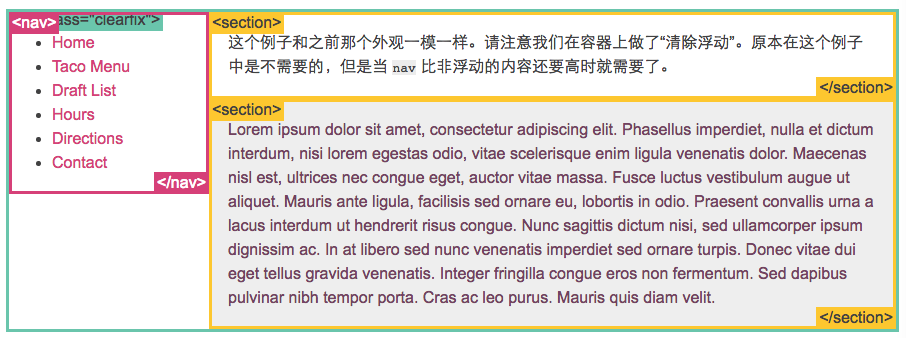 <nav>
ass="clearfix">
Home
Taco Menu
Draft List
Hours
Directions
Contact
</nav>
<section>
这个例子和之前那个外观一模一样。请注意我们在容器上做了“清除浮动”。原本在这个例子
中是不需要的，但是当 nav 比非浮动的内容还要高时就需要了。
</section>
<section>
Lorem ipsum dolor sit amet, consectetur adipiscing elit. Phasellus imperdiet, nulla et dictum
interdum, nisi lorem egestas odio, vitae scelerisque enim ligula venenatis dolor. Maecenas
nisl est, ultrices nec congue eget, auctor vitae massa. Fusce luctus vestibulum augue ut
aliquet. Mauris ante ligula, facilisis sed ornare eu, lobortis in odio. Praesent convallis urna a
lacus interdum ut hendrerit risus congue. Nunc sagittis dictum nisi, sed ullamcorper ipsum
dignissim ac. In at libero sed nunc venenatis imperdiet sed ornare turpis. Donec vitae dui
eget tellus gravida venenatis. Integer fringilla congue eros non fermentum. Sed dapibus
pulvinar nibh tempor porta. Cras ac leo purus. Mauris quis diam velit.
</section>